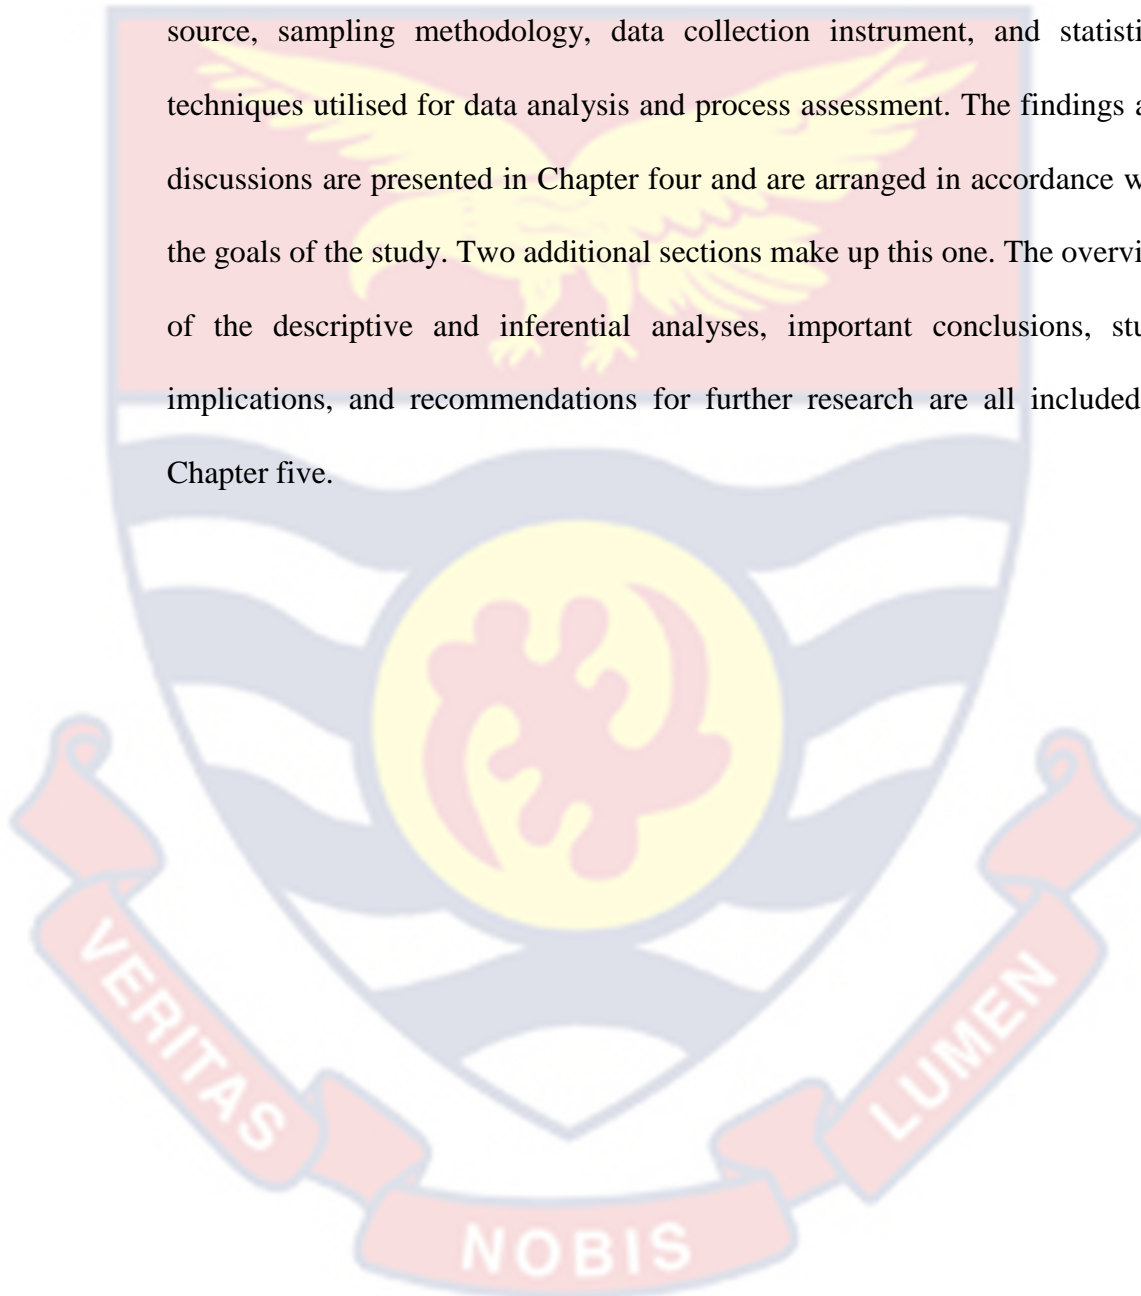 source, sampling methodology, data collection instrument, and statisti
techniques utilised for data analysis and process assessment. The findings a
discussions are presented in Chapter four and are arranged in accordance w
the goals of the study. Two additional sections make up this one. The overvi
of the descriptive and inferential analyses, important conclusions, stu
implications, and recommendations for further research are all included
Chapter five.
VERITAS
NOBIS
LUMEN